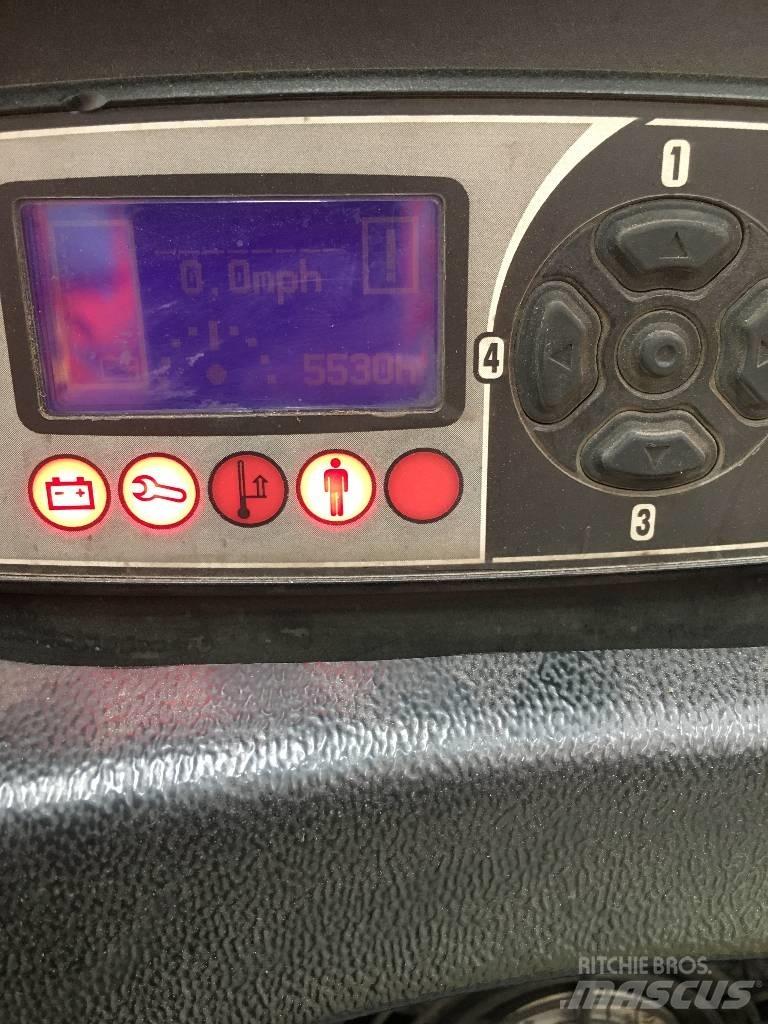 1
0.0mph
4
5530h
3
RITCHIE BROS.
MASCUS